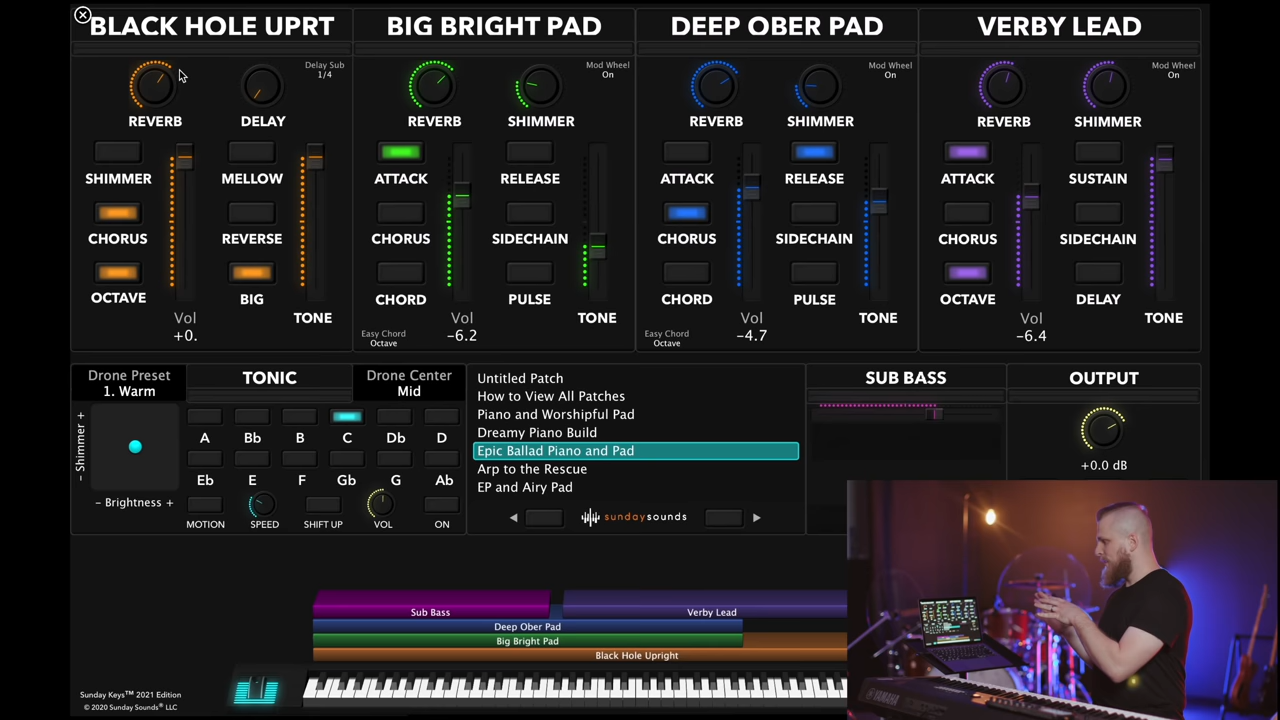 BLACK HOLE UPRT
BIG BRIGHT PAD
DEEP OBER PAD
VERBY LEAD
Delay Sub
1/4
REVERB
DELAY
SHIMMER
MELLOW
CHORUS
REVERSE
OCTAVE
BIG
Vol
+0.
TONE
Mod Wheel
On
REVERB
SHIMMER
ATTACK
RELEASE
CHORUS
SIDECHAIN
CHORD
PULSE
Vol
-6.2
TONE
Easy Chord
Octave
Mod Wheel
On
REVERB
SHIMMER
ATTACK
RELEASE
CHORUS
SIDECHAIN
CHORD
PULSE
Vol
-4.7
TONE
Easy Chord
Octave
Mod Wheel
On
REVERB
SHIMMER
ATTACK
SUSTAIN
CHORUS
SIDECHAIN
OCTAVE
DELAY
Vol
-6.4
TONE
Drone Preset
1. Warm
TONIC
Drone Center
Mid
- Shimmer +
- Brightness +
A Bb B C Db D
Eb E F Gb G Ab
MOTION SPEED SHIFT UP VOL ON
Untitled Patch
How to View All Patches
Piano and Worshipful Pad
Dreamy Piano Build
Epic Ballad Piano and Pad
Arp to the Rescue
EP and Airy Pad
sundaysounds
SUB BASS
OUTPUT
+0.0 dB
Sub Bass
Verby Lead
Deep Ober Pad
Big Bright Pad
Black Hole Upright
Sunday Keys™ 2021 Edition
© 2020 Sunday Sounds® LLC
YAMAHA